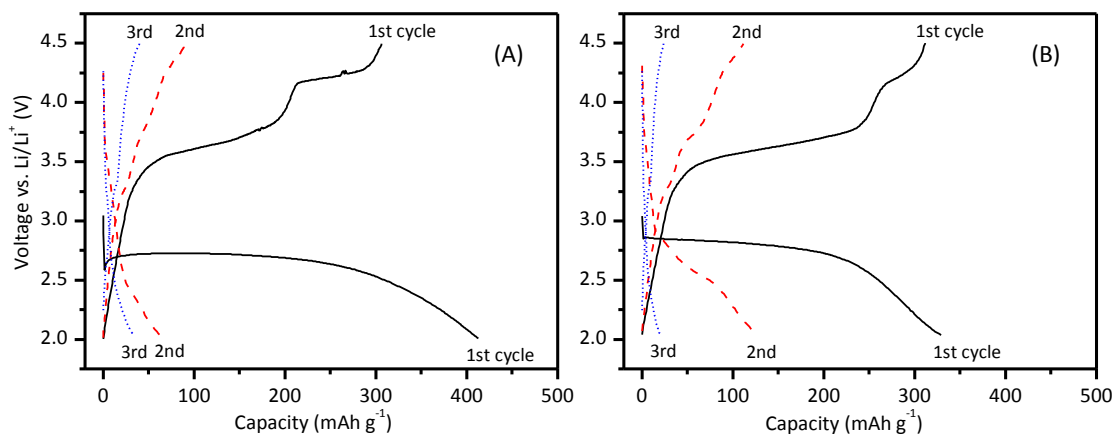 3rd 2nd 1st cycle (A)
4.5
4.0
3.5
3.0
2.5
2.0
Voltage vs. Li/Li⁺ (V)
3rd 2nd 1st cycle
0 100 200 300 400 500
Capacity (mAh g⁻¹)
3rd 2nd 1st cycle (B)
4.5
4.0
3.5
3.0
2.5
2.0
3rd 2nd 1st cycle
0 100 200 300 400 500
Capacity (mAh g⁻¹)